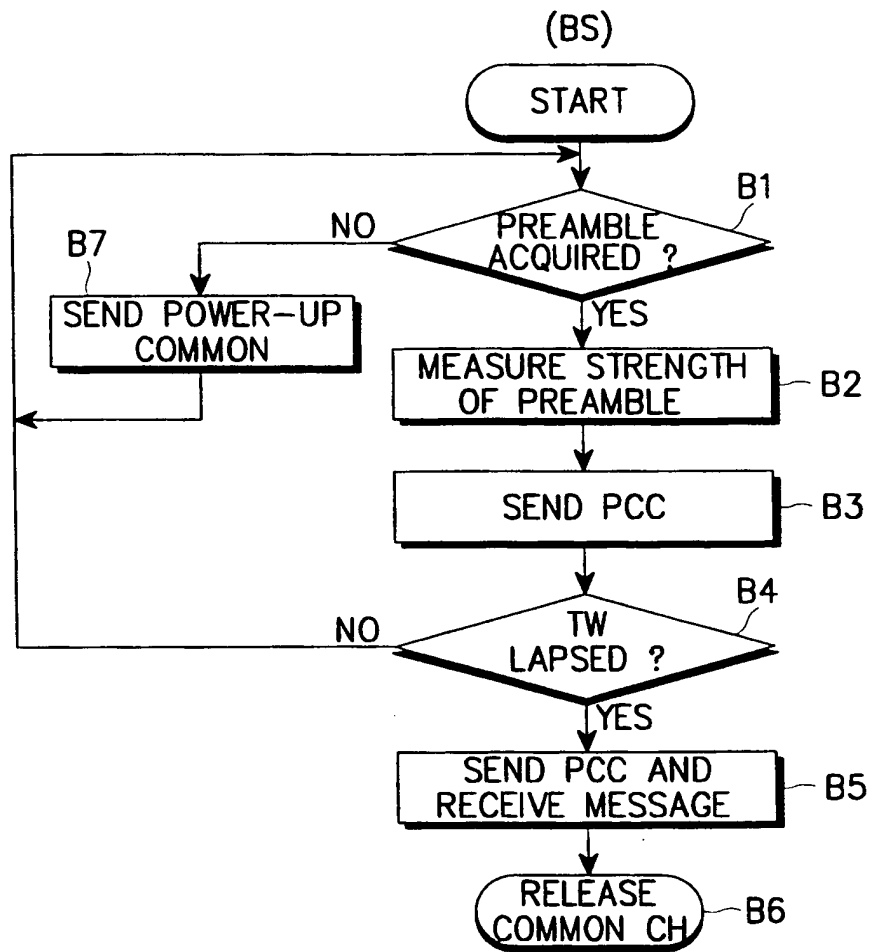 (BS)
START
B1
PREAMBLE
ACQUIRED ?
NO
YES
B7
SEND POWER-UP
COMMON
MEASURE STRENGTH
OF PREAMBLE
B2
SEND PCC
B3
B4
TW
LAPSED ?
NO
YES
SEND PCC AND
RECEIVE MESSAGE
B5
RELEASE
COMMON CH
B6